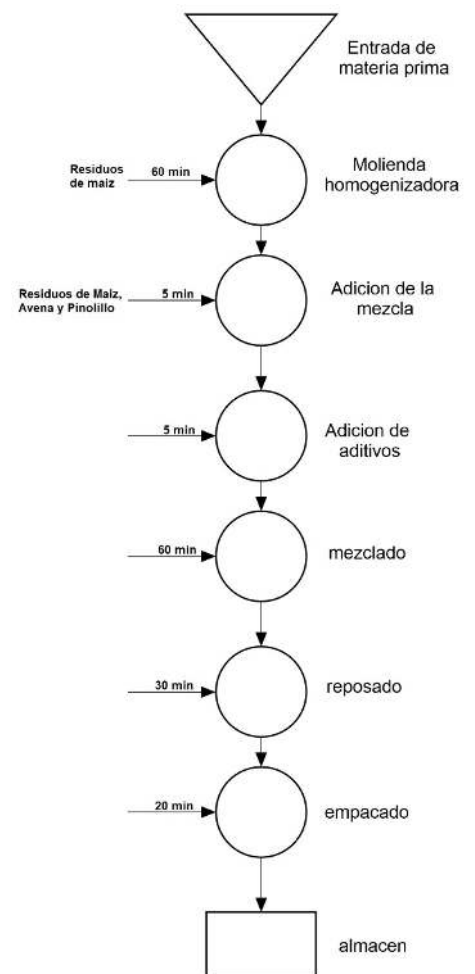 Entrada de
materia prima
Residuos
de maiz
60 min
Molienda
homogenizadora
Residuos de Maiz,
Avena y Pinolillo
5 min
Adicion de la
mezcla
5 min
Adicion de
aditivos
60 min
mezclado
30 min
reposado
20 min
empacado
almacen